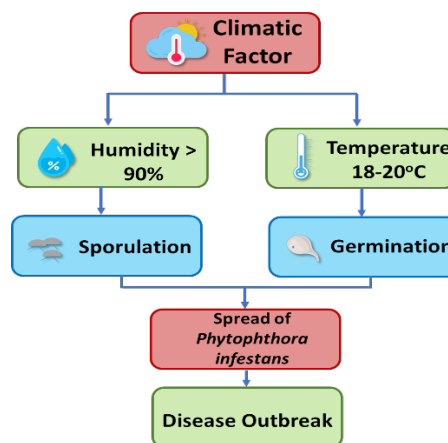 Climatic
Factor
%
Humidity >
90%
Temperature
18-20°C
Sporulation
Germination
Spread of
Phytophthora
infestans
Disease Outbreak